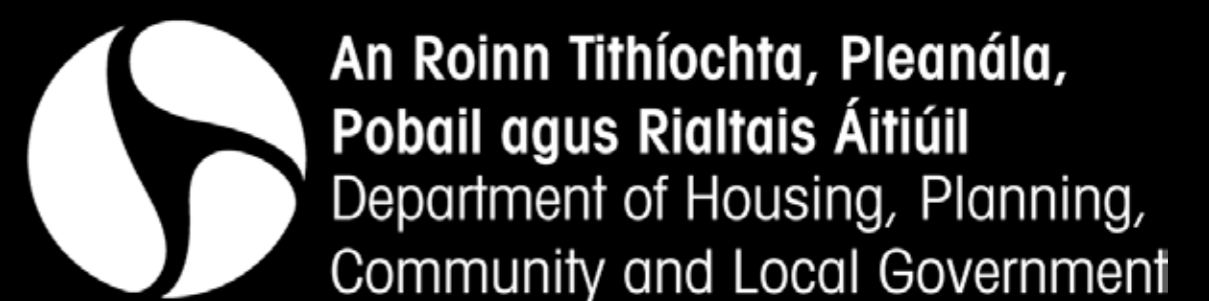 An Roinn Tithíochta, Pleanála,
Pobail agus Rialtais Áitiúil
Department of Housing, Planning,
Community and Local Government